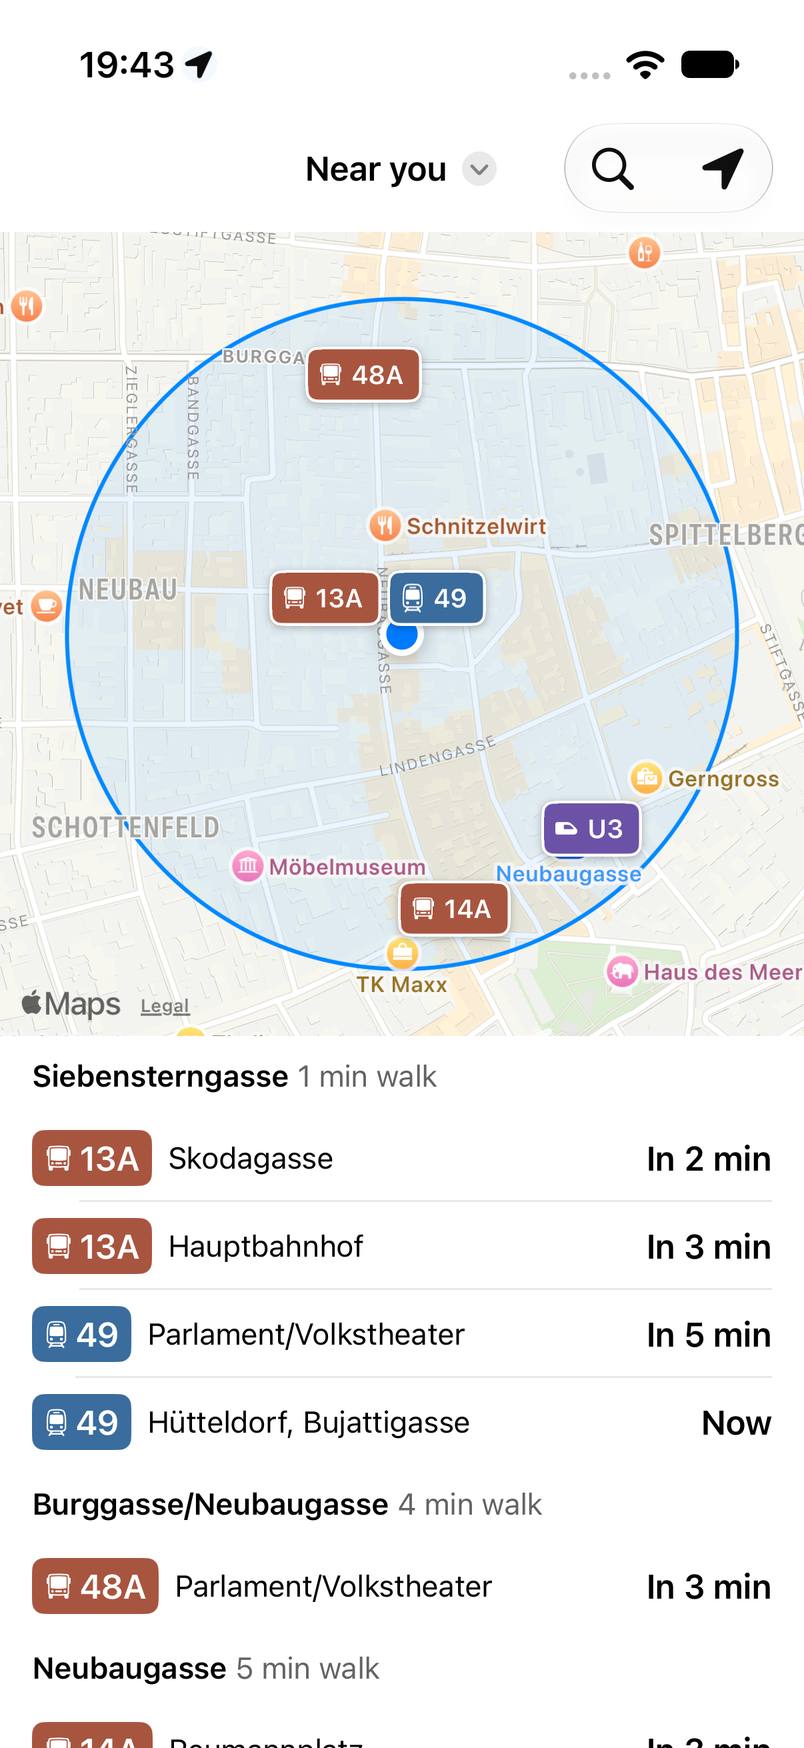 19:43
Near you
BURGGA
48A
ZIEGLERGASSE
BANDGASSE
Schnitzelwirt
SPITTELBERG
NEUBAU
13A
49
STIFTGASSE
LINDENGASSE
Gerngross
SCHOTTENFELD
U3
Möbelmuseum
Neubaugasse
14A
TK Maxx
Haus des Meer
Maps
Legal
Siebensterngasse 1 min walk
13A Skodagasse In 2 min
13A Hauptbahnhof In 3 min
49 Parlament/Volkstheater In 5 min
49 Hütteldorf, Bujattigasse Now
Burggasse/Neubaugasse 4 min walk
48A Parlament/Volkstheater In 3 min
Neubaugasse 5 min walk
14A